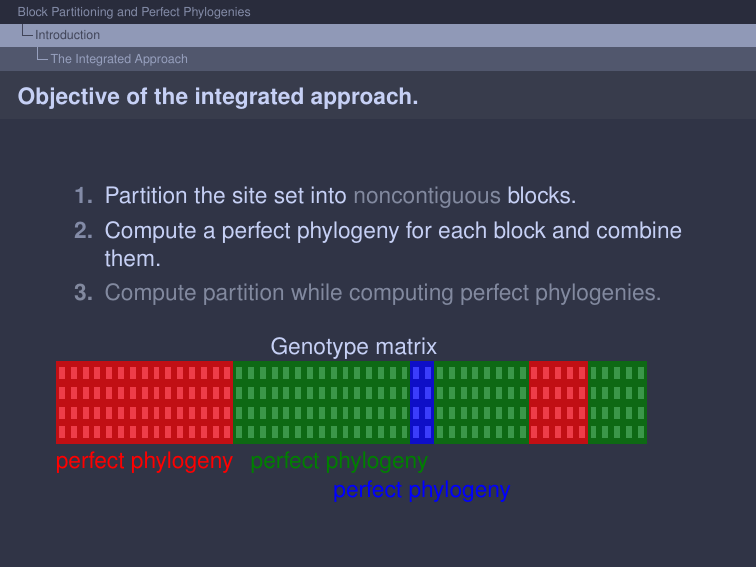 Block Partitioning and Perfect Phylogenies
Introduction
The Integrated Approach
Objective of the integrated approach.
1. Partition the site set into noncontiguous blocks.
2. Compute a perfect phylogeny for each block and combine
them.
3. Compute partition while computing perfect phylogenies.
Genotype matrix
perfect phylogeny perfect phylogeny
perfect phylogeny